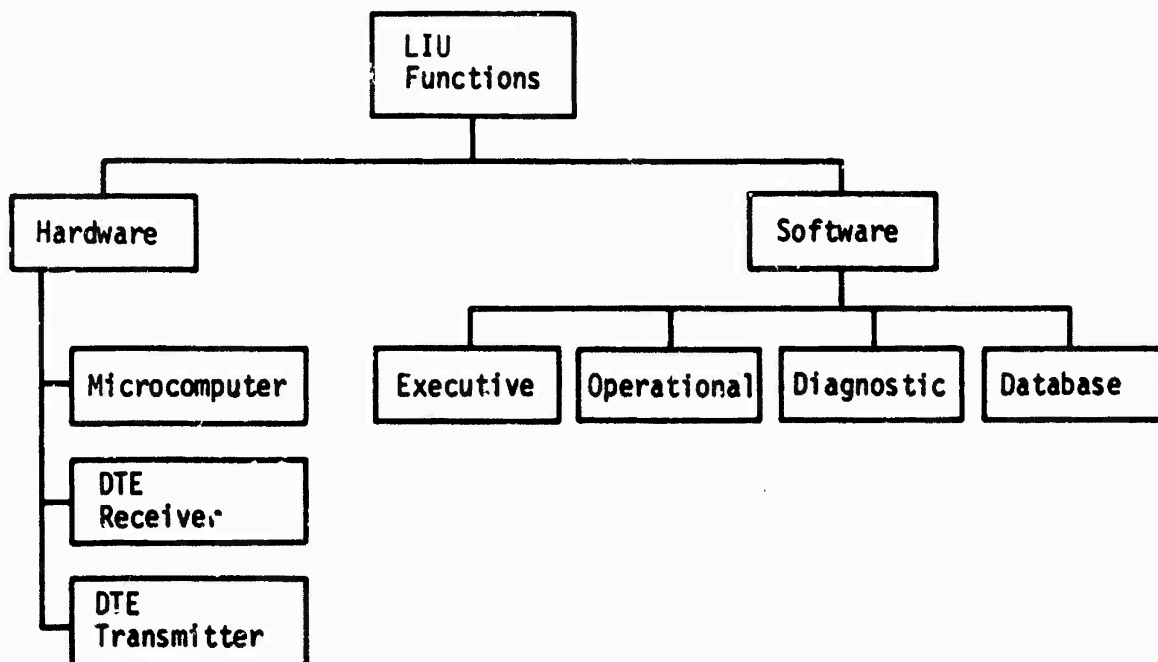 LIU
Functions
Hardware
Software
Microcomputer
DTE
Receiver
DTE
Transmitter
Executive
Operational
Diagnostic
Database